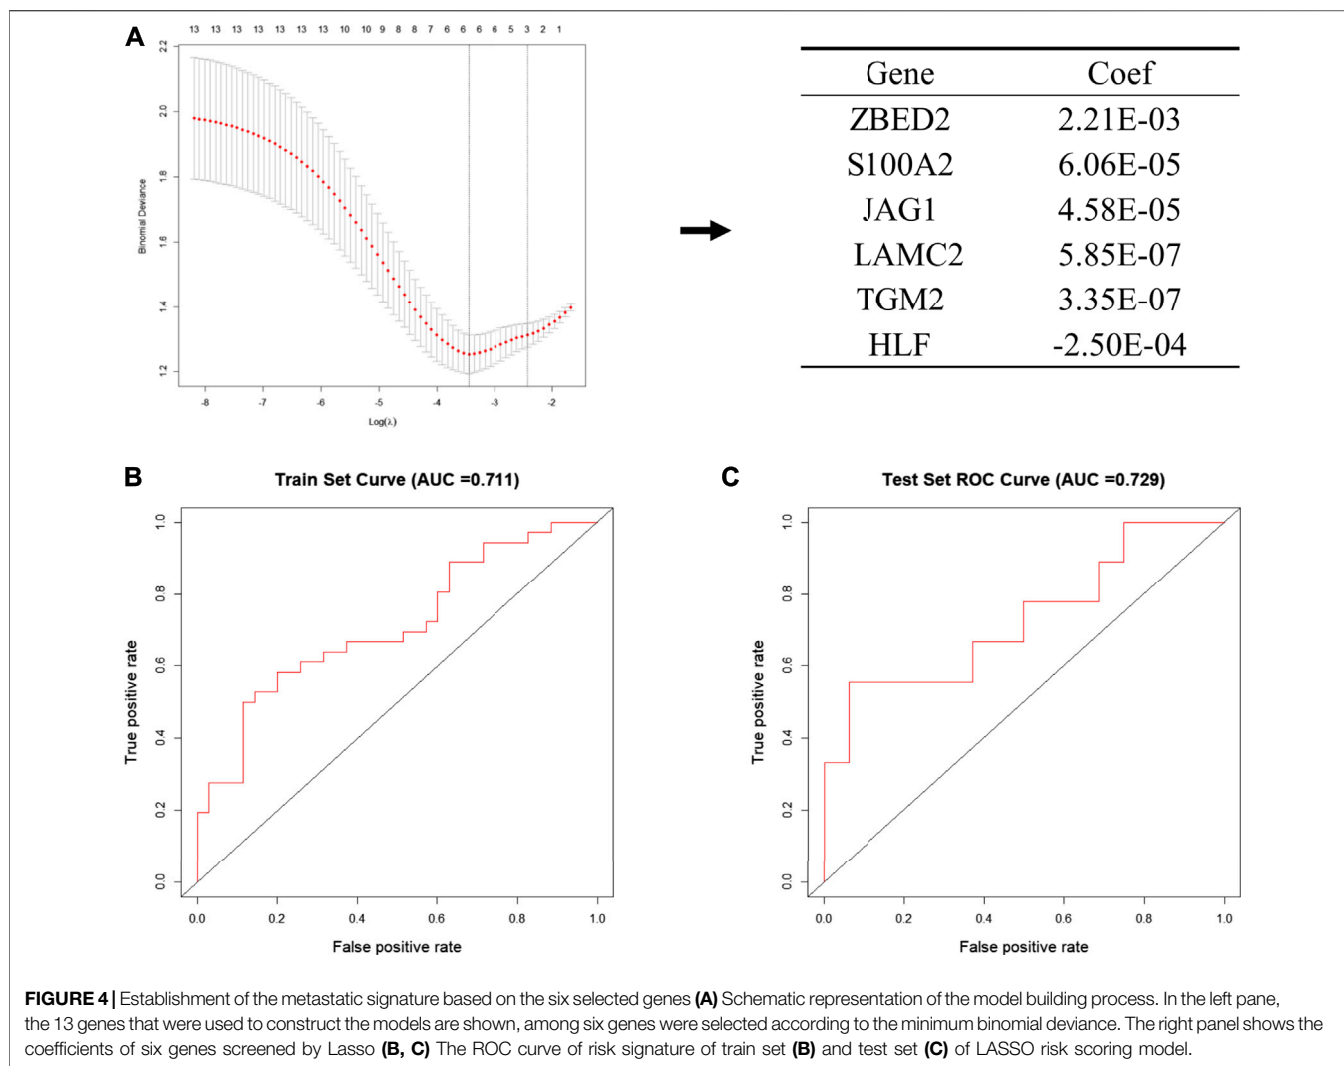 A
13 13 13 13 13 13 13 10 10 9 8 8 7 6 6 6 6 5 3 2 1
2.2
2.0
1.8
1.6
1.4
1.2
Binomial Deviance
-8 -7 -6 -5 -4 -3 -2
Log(λ)
Gene Coef
ZBED2 2.21E-03
S100A2 6.06E-05
JAG1 4.58E-05
LAMC2 5.85E-07
TGM2 3.35E-07
HLF -2.50E-04
B
Train Set Curve (AUC =0.711)
1.0
0.8
0.6
0.4
0.2
0.0
True positive rate
0.0 0.2 0.4 0.6 0.8 1.0
False positive rate
C
Test Set ROC Curve (AUC =0.729)
1.0
0.8
0.6
0.4
0.2
0.0
True positive rate
0.0 0.2 0.4 0.6 0.8 1.0
False positive rate
FIGURE 4 | Establishment of the metastatic signature based on the six selected genes (A) Schematic representation of the model building process. In the left pane,
the 13 genes that were used to construct the models are shown, among six genes were selected according to the minimum binomial deviance. The right panel shows the
coefficients of six genes screened by Lasso (B, C) The ROC curve of risk signature of train set (B) and test set (C) of LASSO risk scoring model.